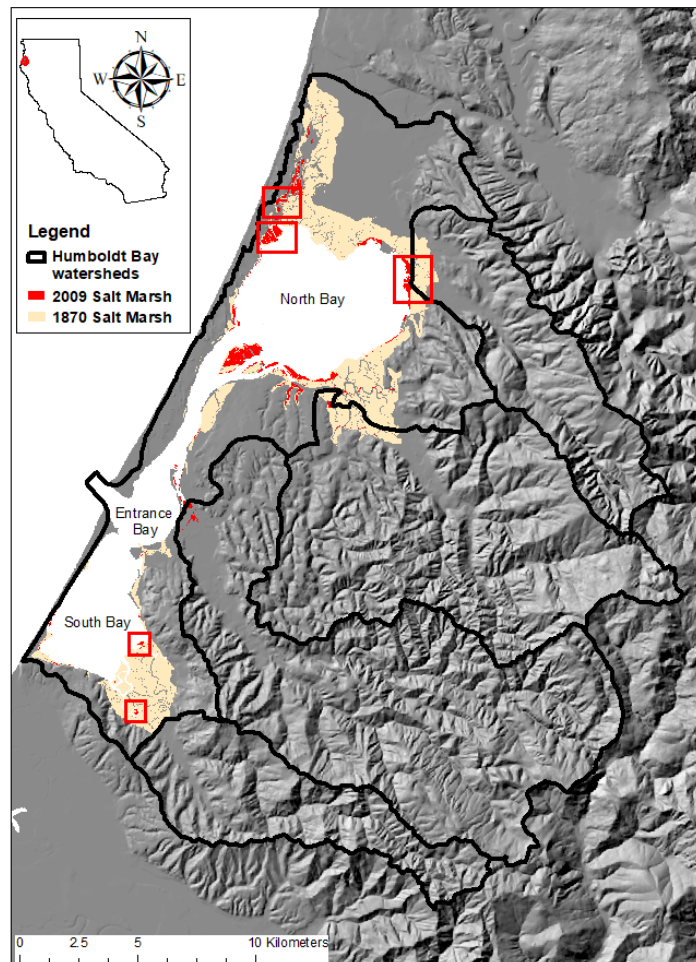 N
W E
S
Legend
Humboldt Bay
watersheds
2009 Salt Marsh
1870 Salt Marsh
North Bay
Entrance
Bay
South Bay
0 2.5 5 10 Kilometers